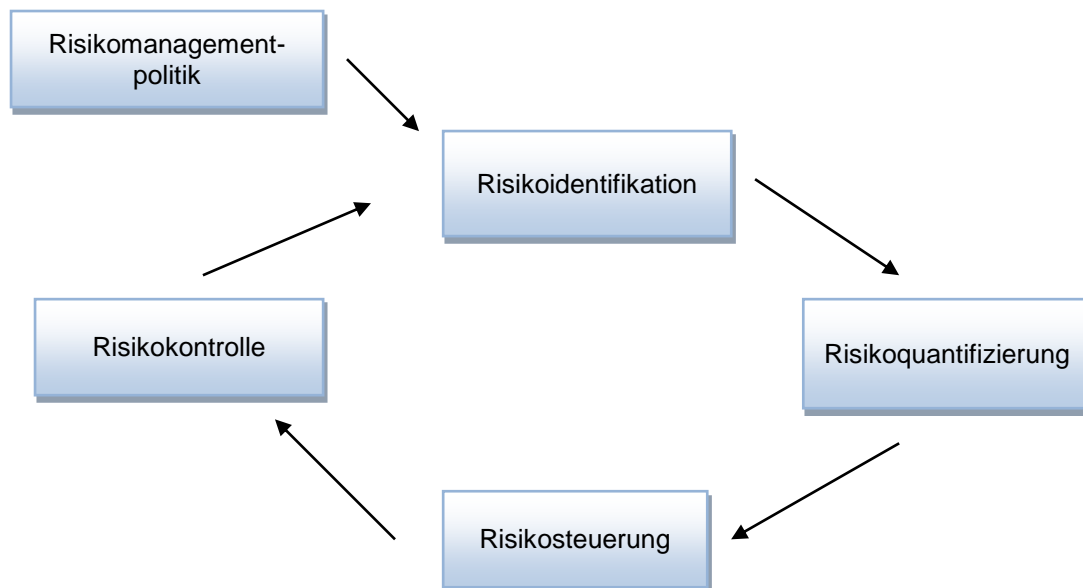 Risikomanagement-
politik
Risikoidentifikation
Risikokontrolle
Risikoquantifizierung
Risikosteuerung